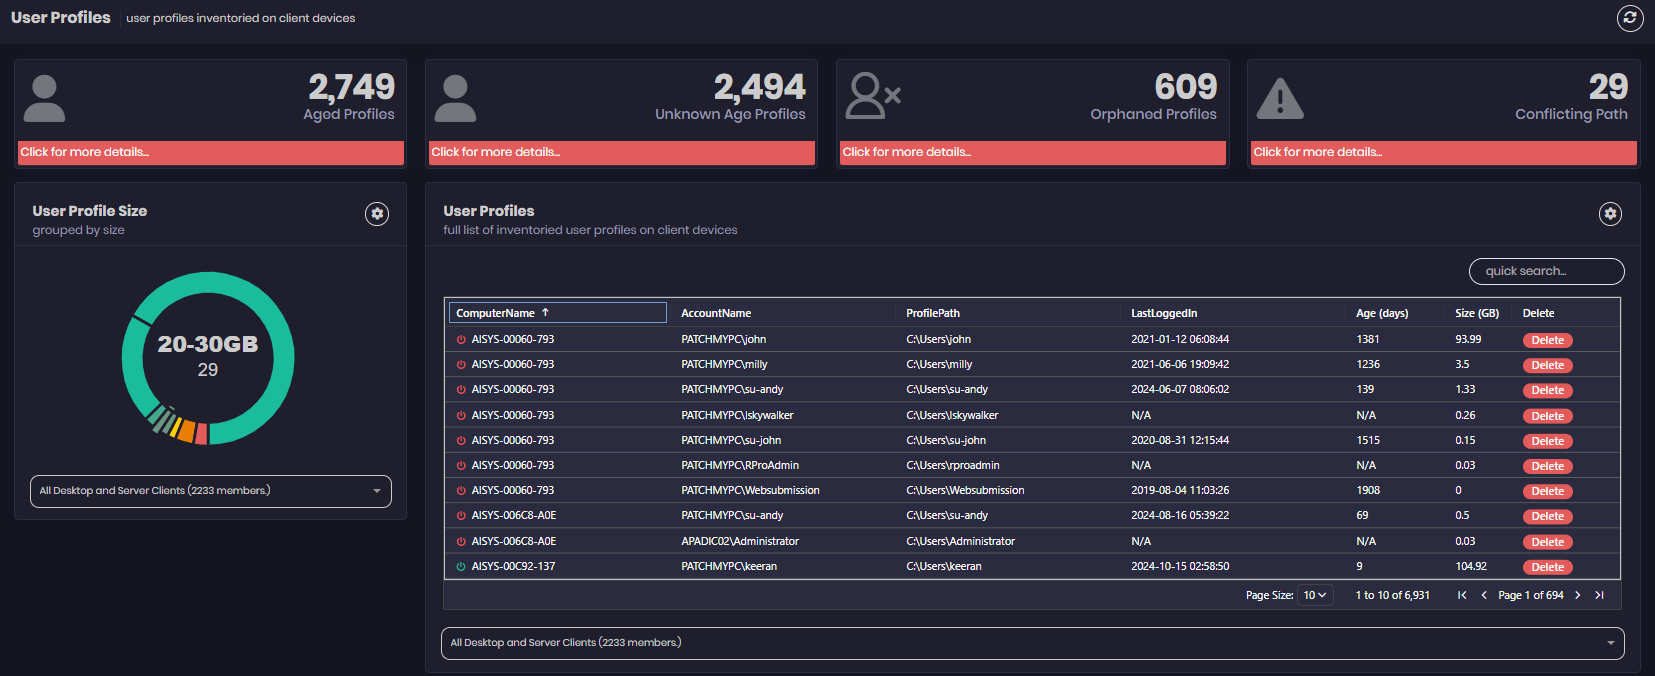 User Profiles user profiles inventoried on client devices
2,749
Aged Profiles
Click for more details...
2,494
Unknown Age Profiles
Click for more details...
609
Orphaned Profiles
Click for more details...
29
Conflicting Path
Click for more details...
User Profile Size
grouped by size
20-30GB
29
All Desktop and Server Clients (2233 members.)
User Profiles
full list of inventoried user profiles on client devices
quick search...
ComputerName ↑ AccountName ProfilePath LastLoggedIn Age (days) Size (GB) Delete
AISYS-00060-793 PATCHMYPC\john C:\Users\john 2021-01-12 06:08:44 1381 93.99 Delete
AISYS-00060-793 PATCHMYPC\milly C:\Users\milly 2021-06-06 19:09:42 1236 3.5 Delete
AISYS-00060-793 PATCHMYPC\su-andy C:\Users\su-andy 2024-06-07 08:06:02 139 1.33 Delete
AISYS-00060-793 PATCHMYPC\lskywalker C:\Users\lskywalker N/A N/A 0.26 Delete
AISYS-00060-793 PATCHMYPC\su-john C:\Users\su-john 2020-08-31 12:15:44 1515 0.15 Delete
AISYS-00060-793 PATCHMYPC\RProAdmin C:\Users\rproadmin N/A N/A 0.03 Delete
AISYS-00060-793 PATCHMYPC\Websubmission C:\Users\Websubmission 2019-08-04 11:03:26 1908 0 Delete
AISYS-006C8-A0E PATCHMYPC\su-andy C:\Users\su-andy 2024-08-16 05:39:22 69 0.5 Delete
AISYS-006C8-A0E APADIC02\Administrator C:\Users\Administrator N/A N/A 0.03 Delete
AISYS-00C92-137 PATCHMYPC\keeran C:\Users\keeran 2024-10-15 02:58:50 9 104.92 Delete
Page Size: 10 1 to 10 of 6,931 Page 1 of 694
All Desktop and Server Clients (2233 members.)